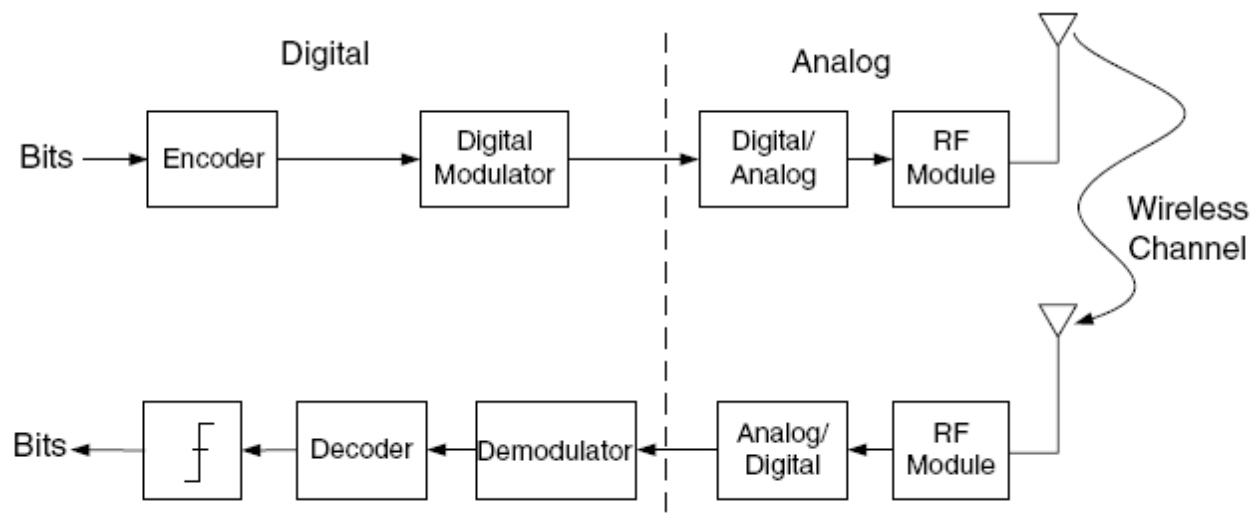 Digital
Analog
Bits
Encoder
Digital
Modulator
Digital/
Analog
RF
Module
Wireless
Channel
Bits
Decoder
Demodulator
Analog/
Digital
RF
Module